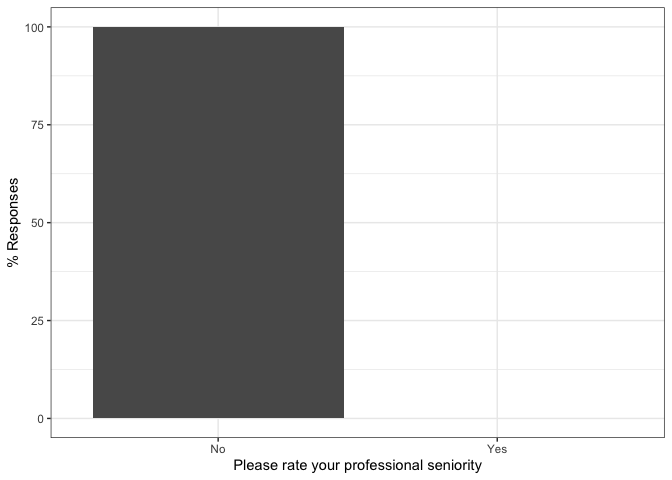 100
75
50
25
0
% Responses
No
Yes
Please rate your professional seniority